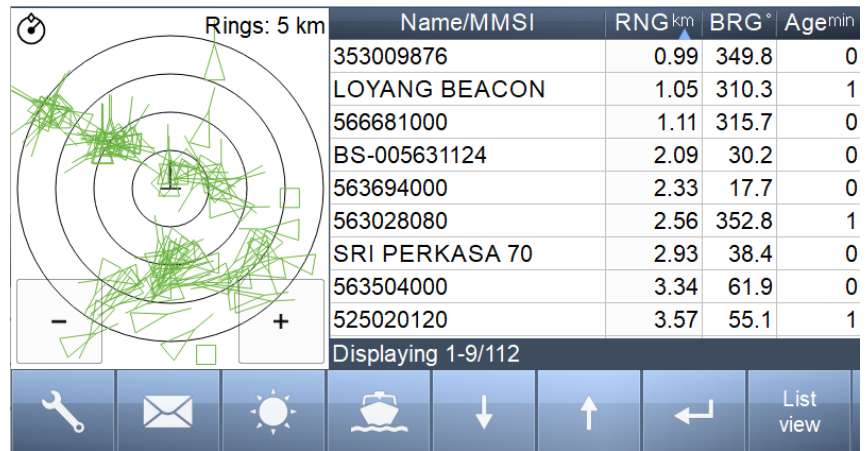 Rings: 5 km
Name/MMSI RNG km BRG° Age min
353009876 0.99 349.8 0
LOYANG BEACON 1.05 310.3 1
566681000 1.11 315.7 0
BS-005631124 2.09 30.2 0
563694000 2.33 17.7 0
563028080 2.56 352.8 1
SRI PERKASA 70 2.93 38.4 0
563504000 3.34 61.9 0
525020120 3.57 55.1 1
Displaying 1-9/112
− +
List
view